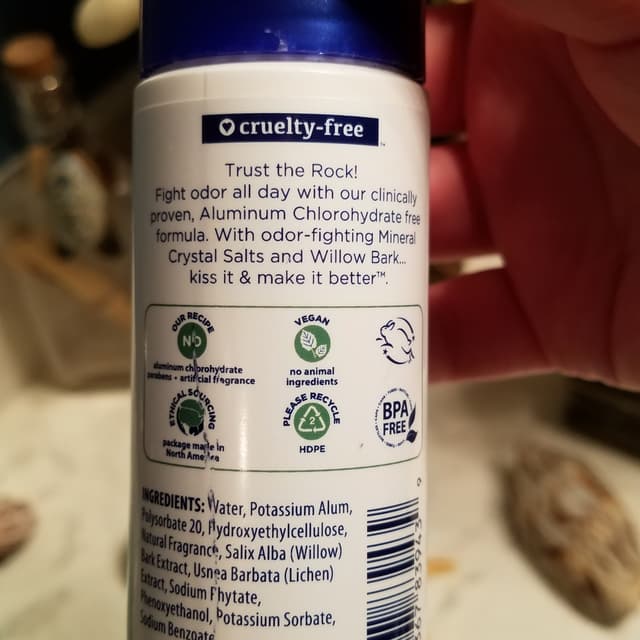 cruelty-free
Trust the Rock!
Fight odor all day with our clinically
proven, Aluminum Chlorohydrate free
formula. With odor-fighting Mineral
Crystal Salts and Willow Bark...
kiss it & make it better™.
OUR RECIPE
NO
aluminum chlorohydrate
parabens • artificial fragrance
VEGAN
no animal
ingredients
ETHICAL SOURCING
package made in
North America
PLEASE RECYCLE
2
HDPE
BPA
FREE
INGREDIENTS: Water, Potassium Alum,
Polysorbate 20, Hydroxyethylcellulose,
Natural Fragrance, Salix Alba (Willow)
Bark Extract, Usnea Barbata (Lichen)
Extract, Sodium Phytate,
Phenoxyethanol, Potassium Sorbate,
Sodium Benzoate
9